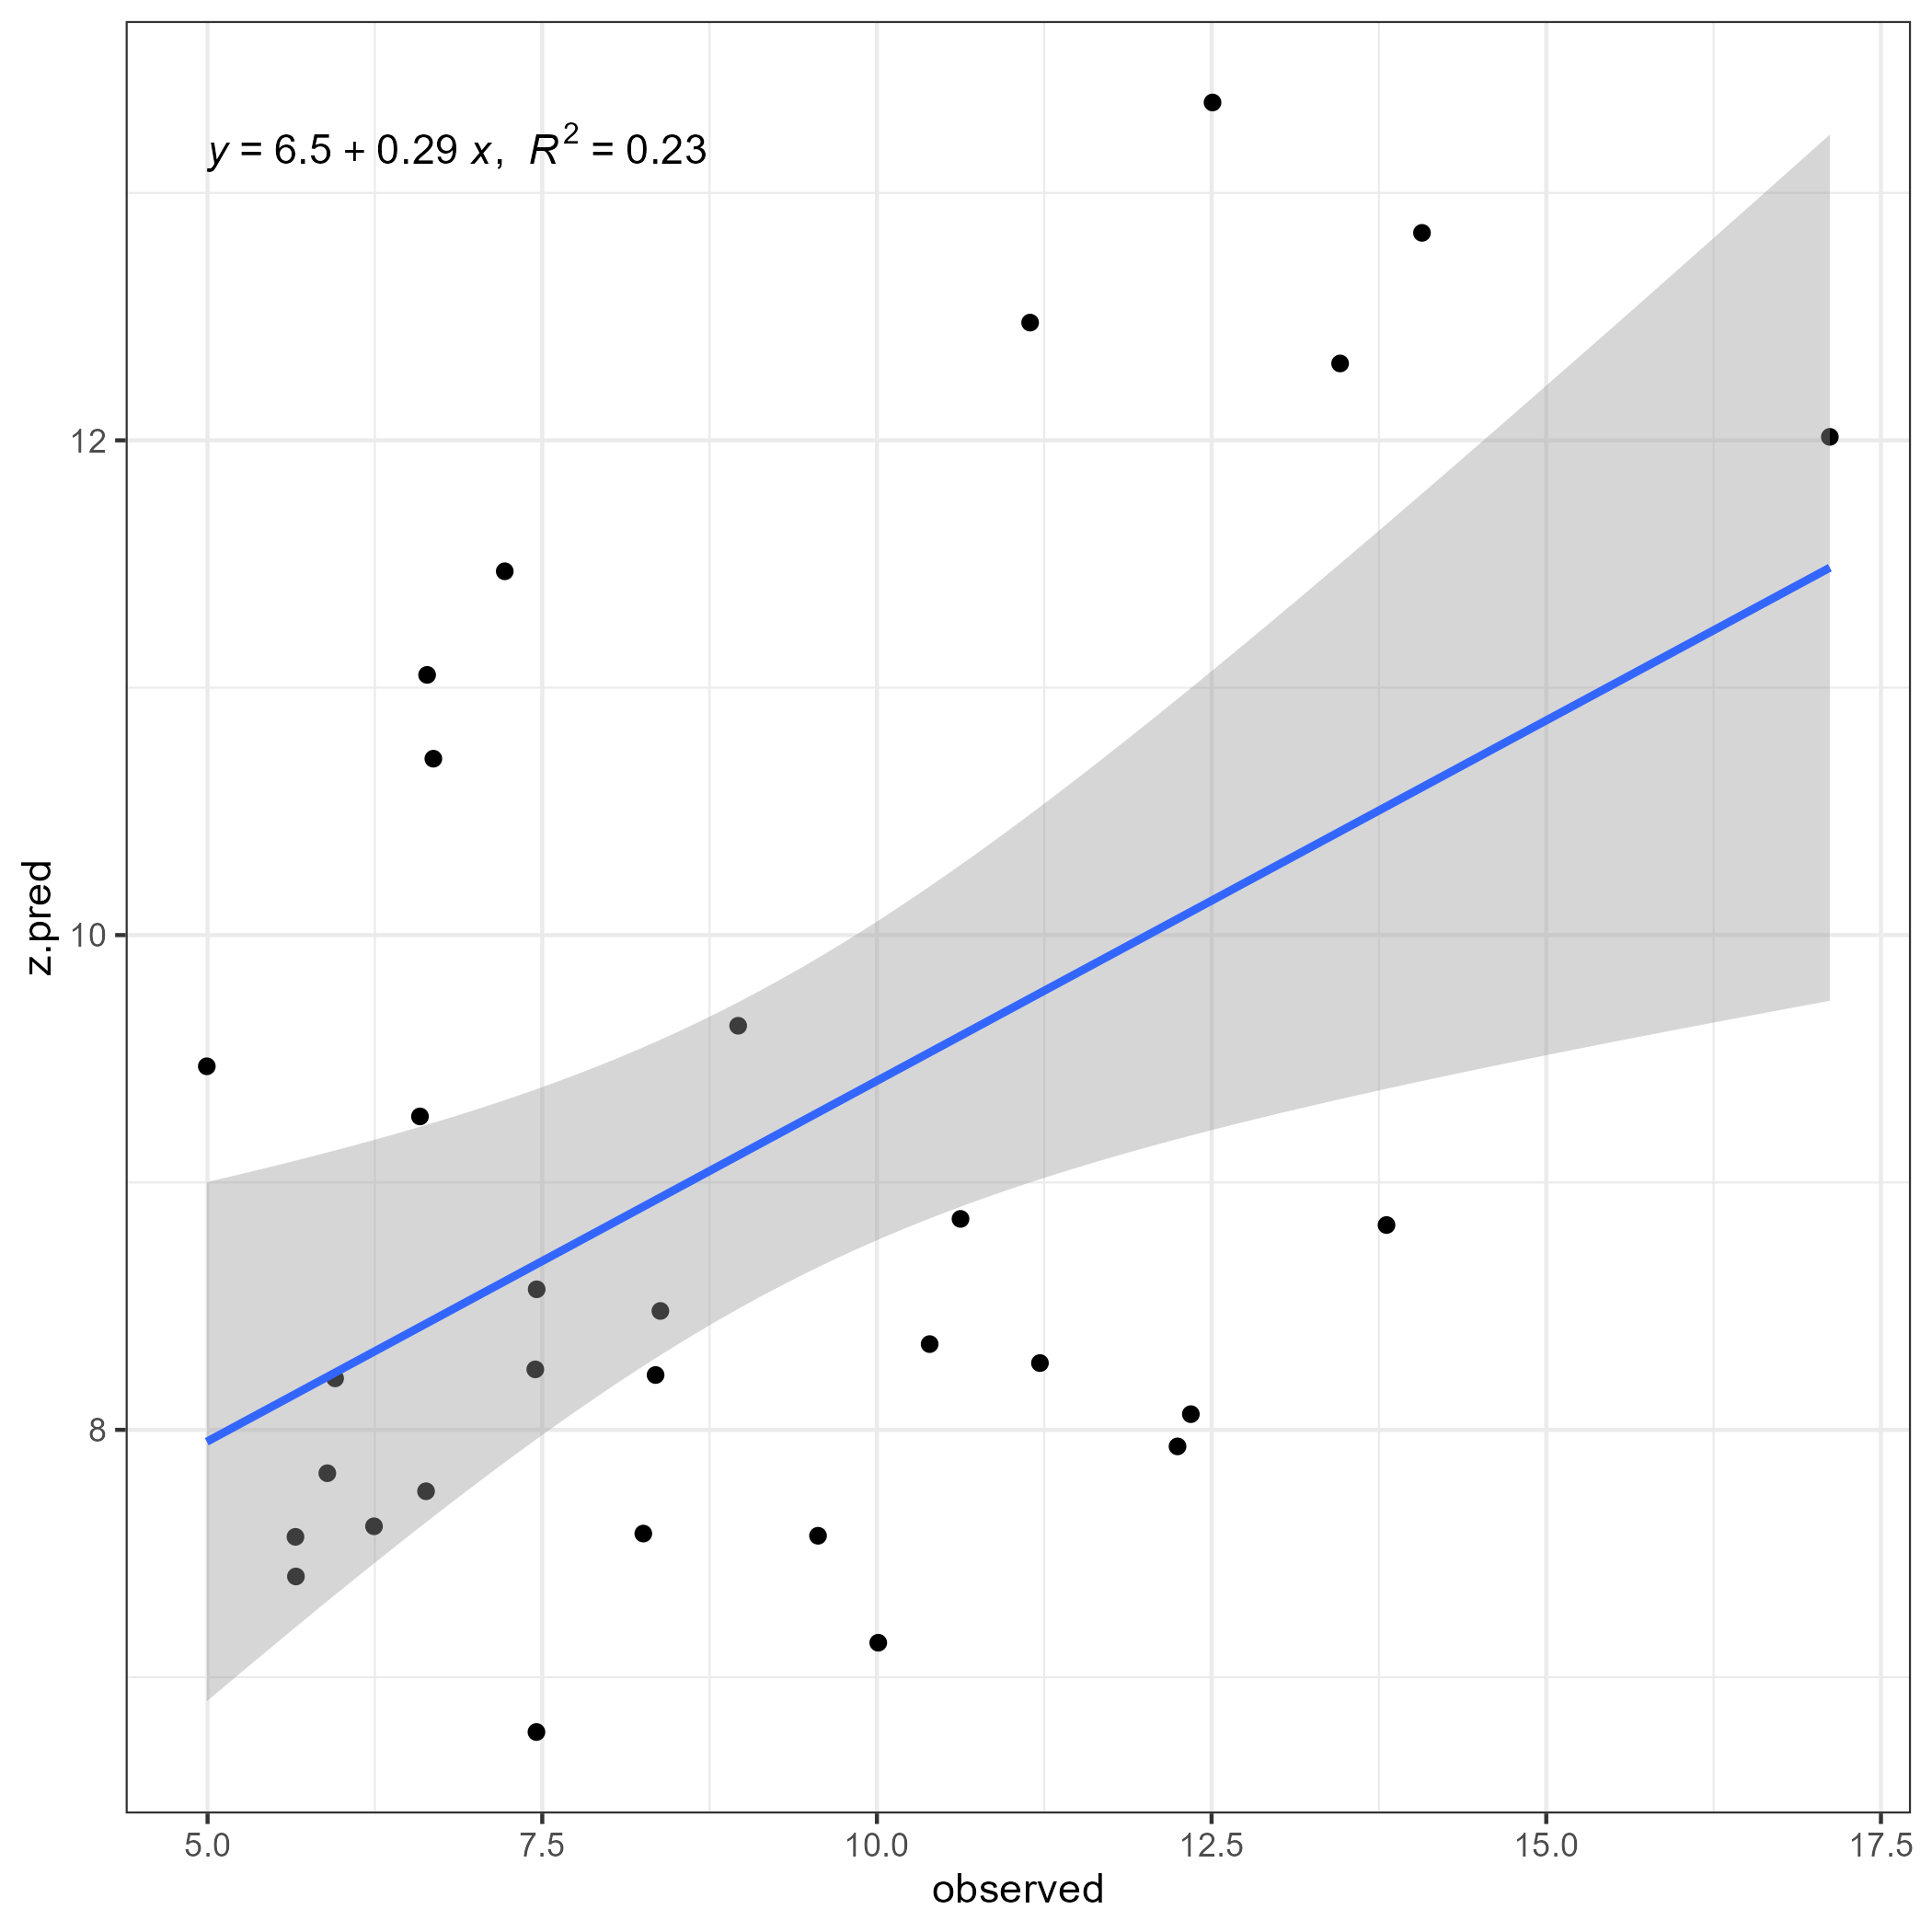 y = 6.5 + 0.29 x, R² = 0.23
z.pred
12
10
8
5.0 7.5 10.0 12.5 15.0 17.5
observed